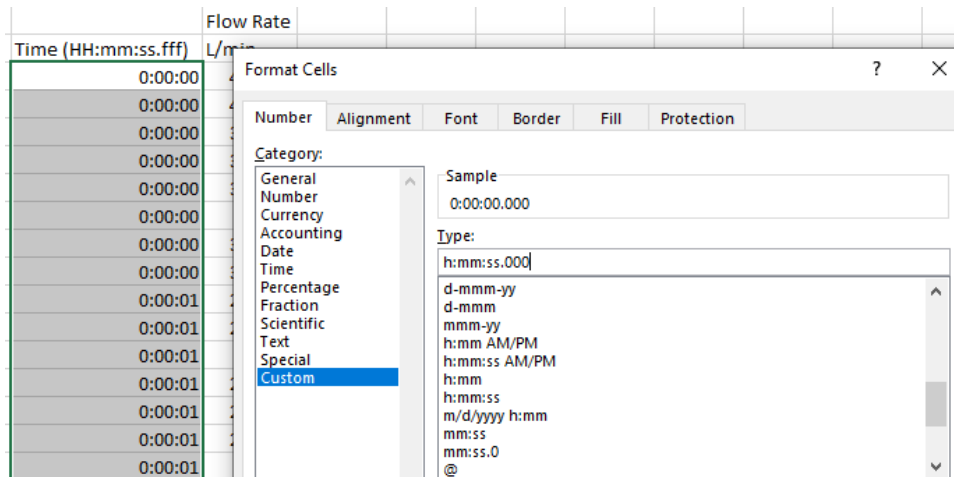 Flow Rate
Time (HH:mm:ss.fff) L/min
0:00:00
0:00:00
0:00:00
0:00:00
0:00:00
0:00:00
0:00:00
0:00:00
0:00:01
0:00:01
0:00:01
0:00:01
0:00:01
0:00:01
0:00:01
Format Cells ? ×
Number Alignment Font Border Fill Protection
Category:
General
Number
Currency
Accounting
Date
Time
Percentage
Fraction
Scientific
Text
Special
Custom
Sample
0:00:00.000
Type:
h:mm:ss.000
d-mmm-yy
d-mmm
mmm-yy
h:mm AM/PM
h:mm:ss AM/PM
h:mm
h:mm:ss
m/d/yyyy h:mm
mm:ss
mm:ss.0
@